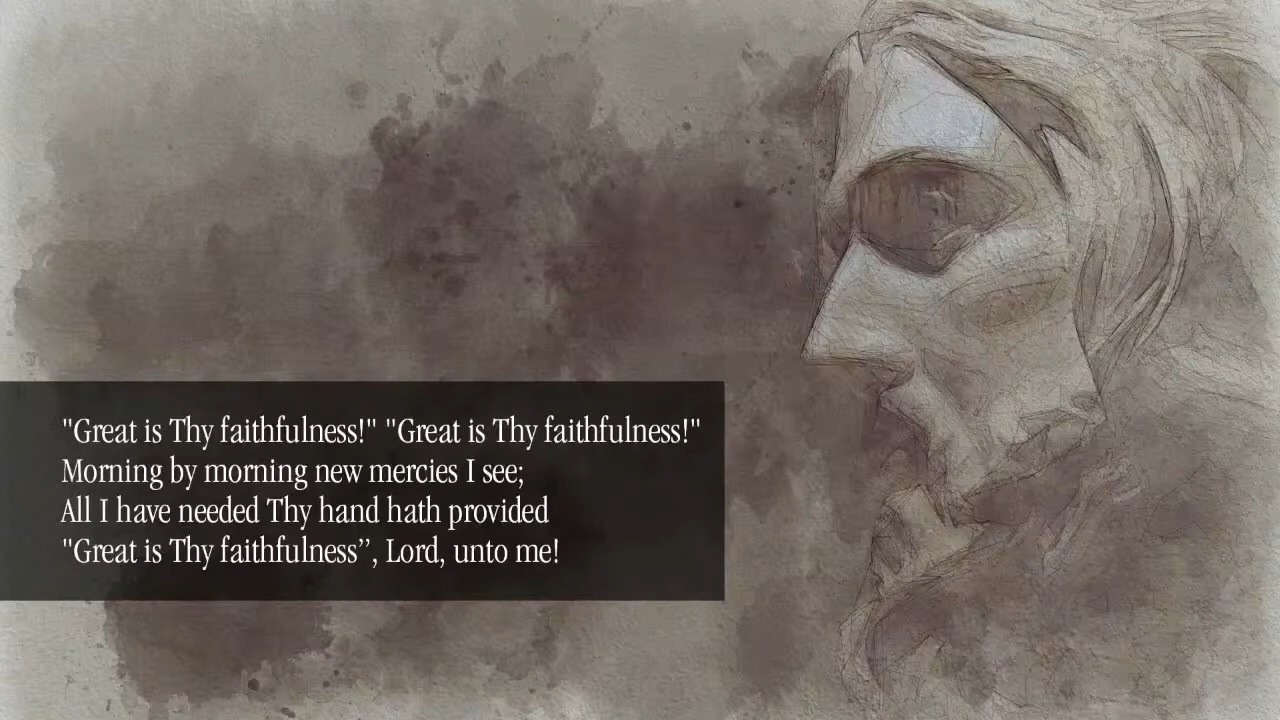 "Great is Thy faithfulness!" "Great is Thy faithfulness!"
Morning by morning new mercies I see;
All I have needed Thy hand hath provided
"Great is Thy faithfulness”, Lord, unto me!